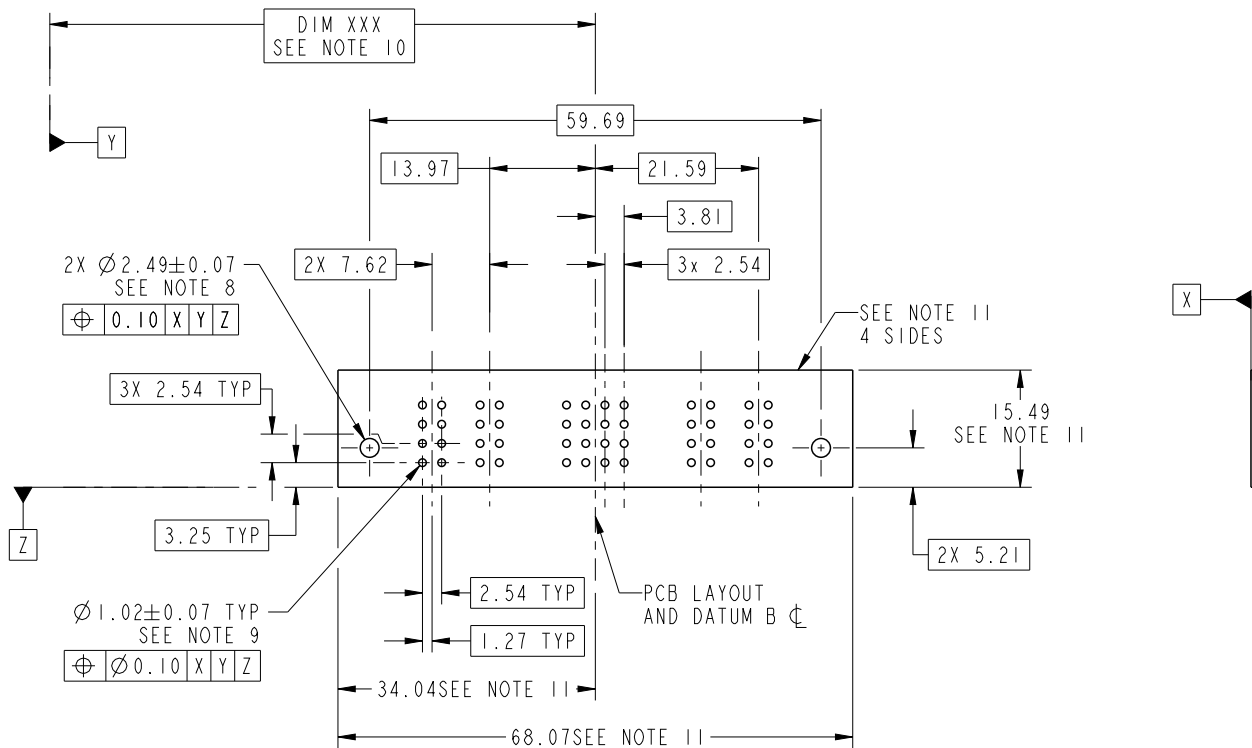 DIM XXX
SEE NOTE 10
Y
59.69
13.97
21.59
3.81
2X Ø2.49±0.07
SEE NOTE 8
⌖ 0.10 X Y Z
2X 7.62
3x 2.54
X
SEE NOTE 11
4 SIDES
3X 2.54 TYP
15.49
SEE NOTE 11
Z
3.25 TYP
2X 5.21
Ø1.02±0.07 TYP
SEE NOTE 9
⌖ Ø0.10 X Y Z
2.54 TYP
1.27 TYP
PCB LAYOUT
AND DATUM B ℄
34.04SEE NOTE 11
68.07SEE NOTE 11